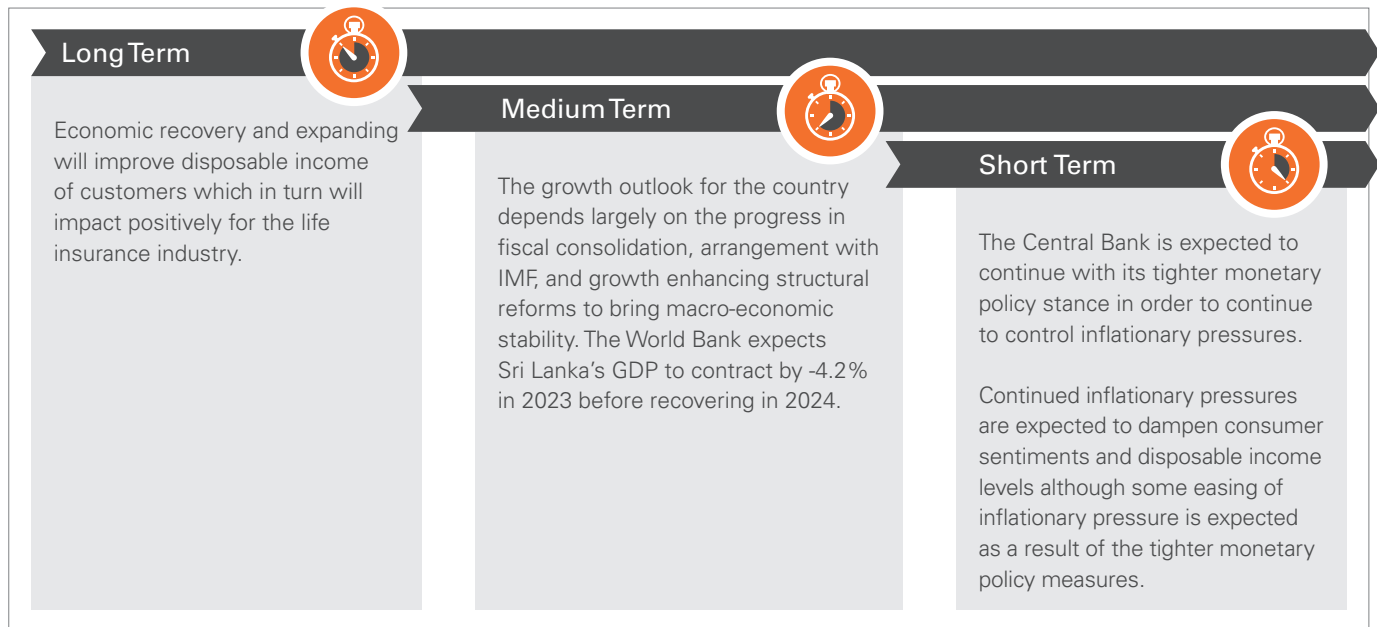 Long Term
Economic recovery and expanding
will improve disposable income
of customers which in turn will
impact positively for the life
insurance industry.
Medium Term
The growth outlook for the country
depends largely on the progress in
fiscal consolidation, arrangement with
IMF, and growth enhancing structural
reforms to bring macro-economic
stability. The World Bank expects
Sri Lanka’s GDP to contract by -4.2%
in 2023 before recovering in 2024.
Short Term
The Central Bank is expected to
continue with its tighter monetary
policy stance in order to continue
to control inflationary pressures.
Continued inflationary pressures
are expected to dampen consumer
sentiments and disposable income
levels although some easing of
inflationary pressure is expected
as a result of the tighter monetary
policy measures.